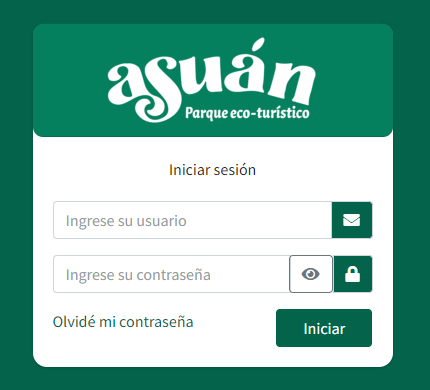 asuán
Parque eco-turístico
Iniciar sesión
Ingrese su usuario
Ingrese su contraseña
Olvidé mi contraseña
Iniciar